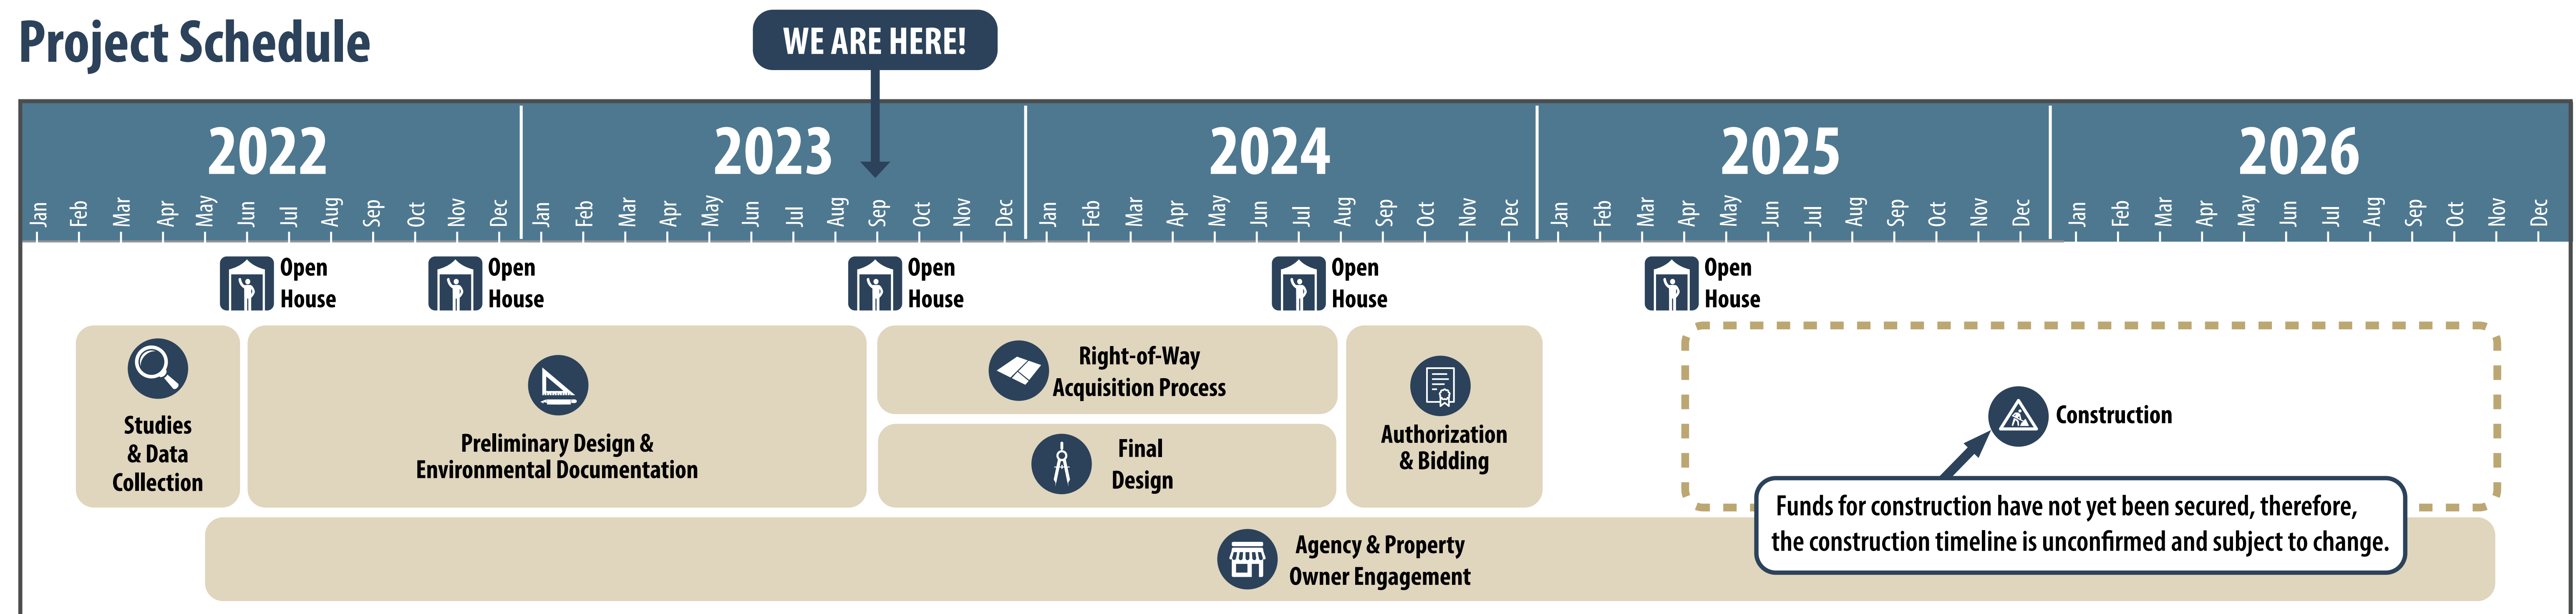 Project Schedule
WE ARE HERE!
2022
2023
2024
2025
2026
Jan Feb Mar Apr May Jun Jul Aug Sep Oct Nov Dec Jan Feb Mar Apr May Jun Jul Aug Sep Oct Nov Dec Jan Feb Mar Apr May Jun Jul Aug Sep Oct Nov Dec Jan Feb Mar Apr May Jun Jul Aug Sep Oct Nov Dec Jan Feb Mar Apr May Jun Jul Aug Sep Oct Nov Dec
Open
House
Open
House
Open
House
Open
House
Open
House
Studies
& Data
Collection
Preliminary Design &
Environmental Documentation
Right-of-Way
Acquisition Process
Final
Design
Authorization
& Bidding
Construction
Funds for construction have not yet been secured, therefore,
the construction timeline is unconfirmed and subject to change.
Agency & Property
Owner Engagement